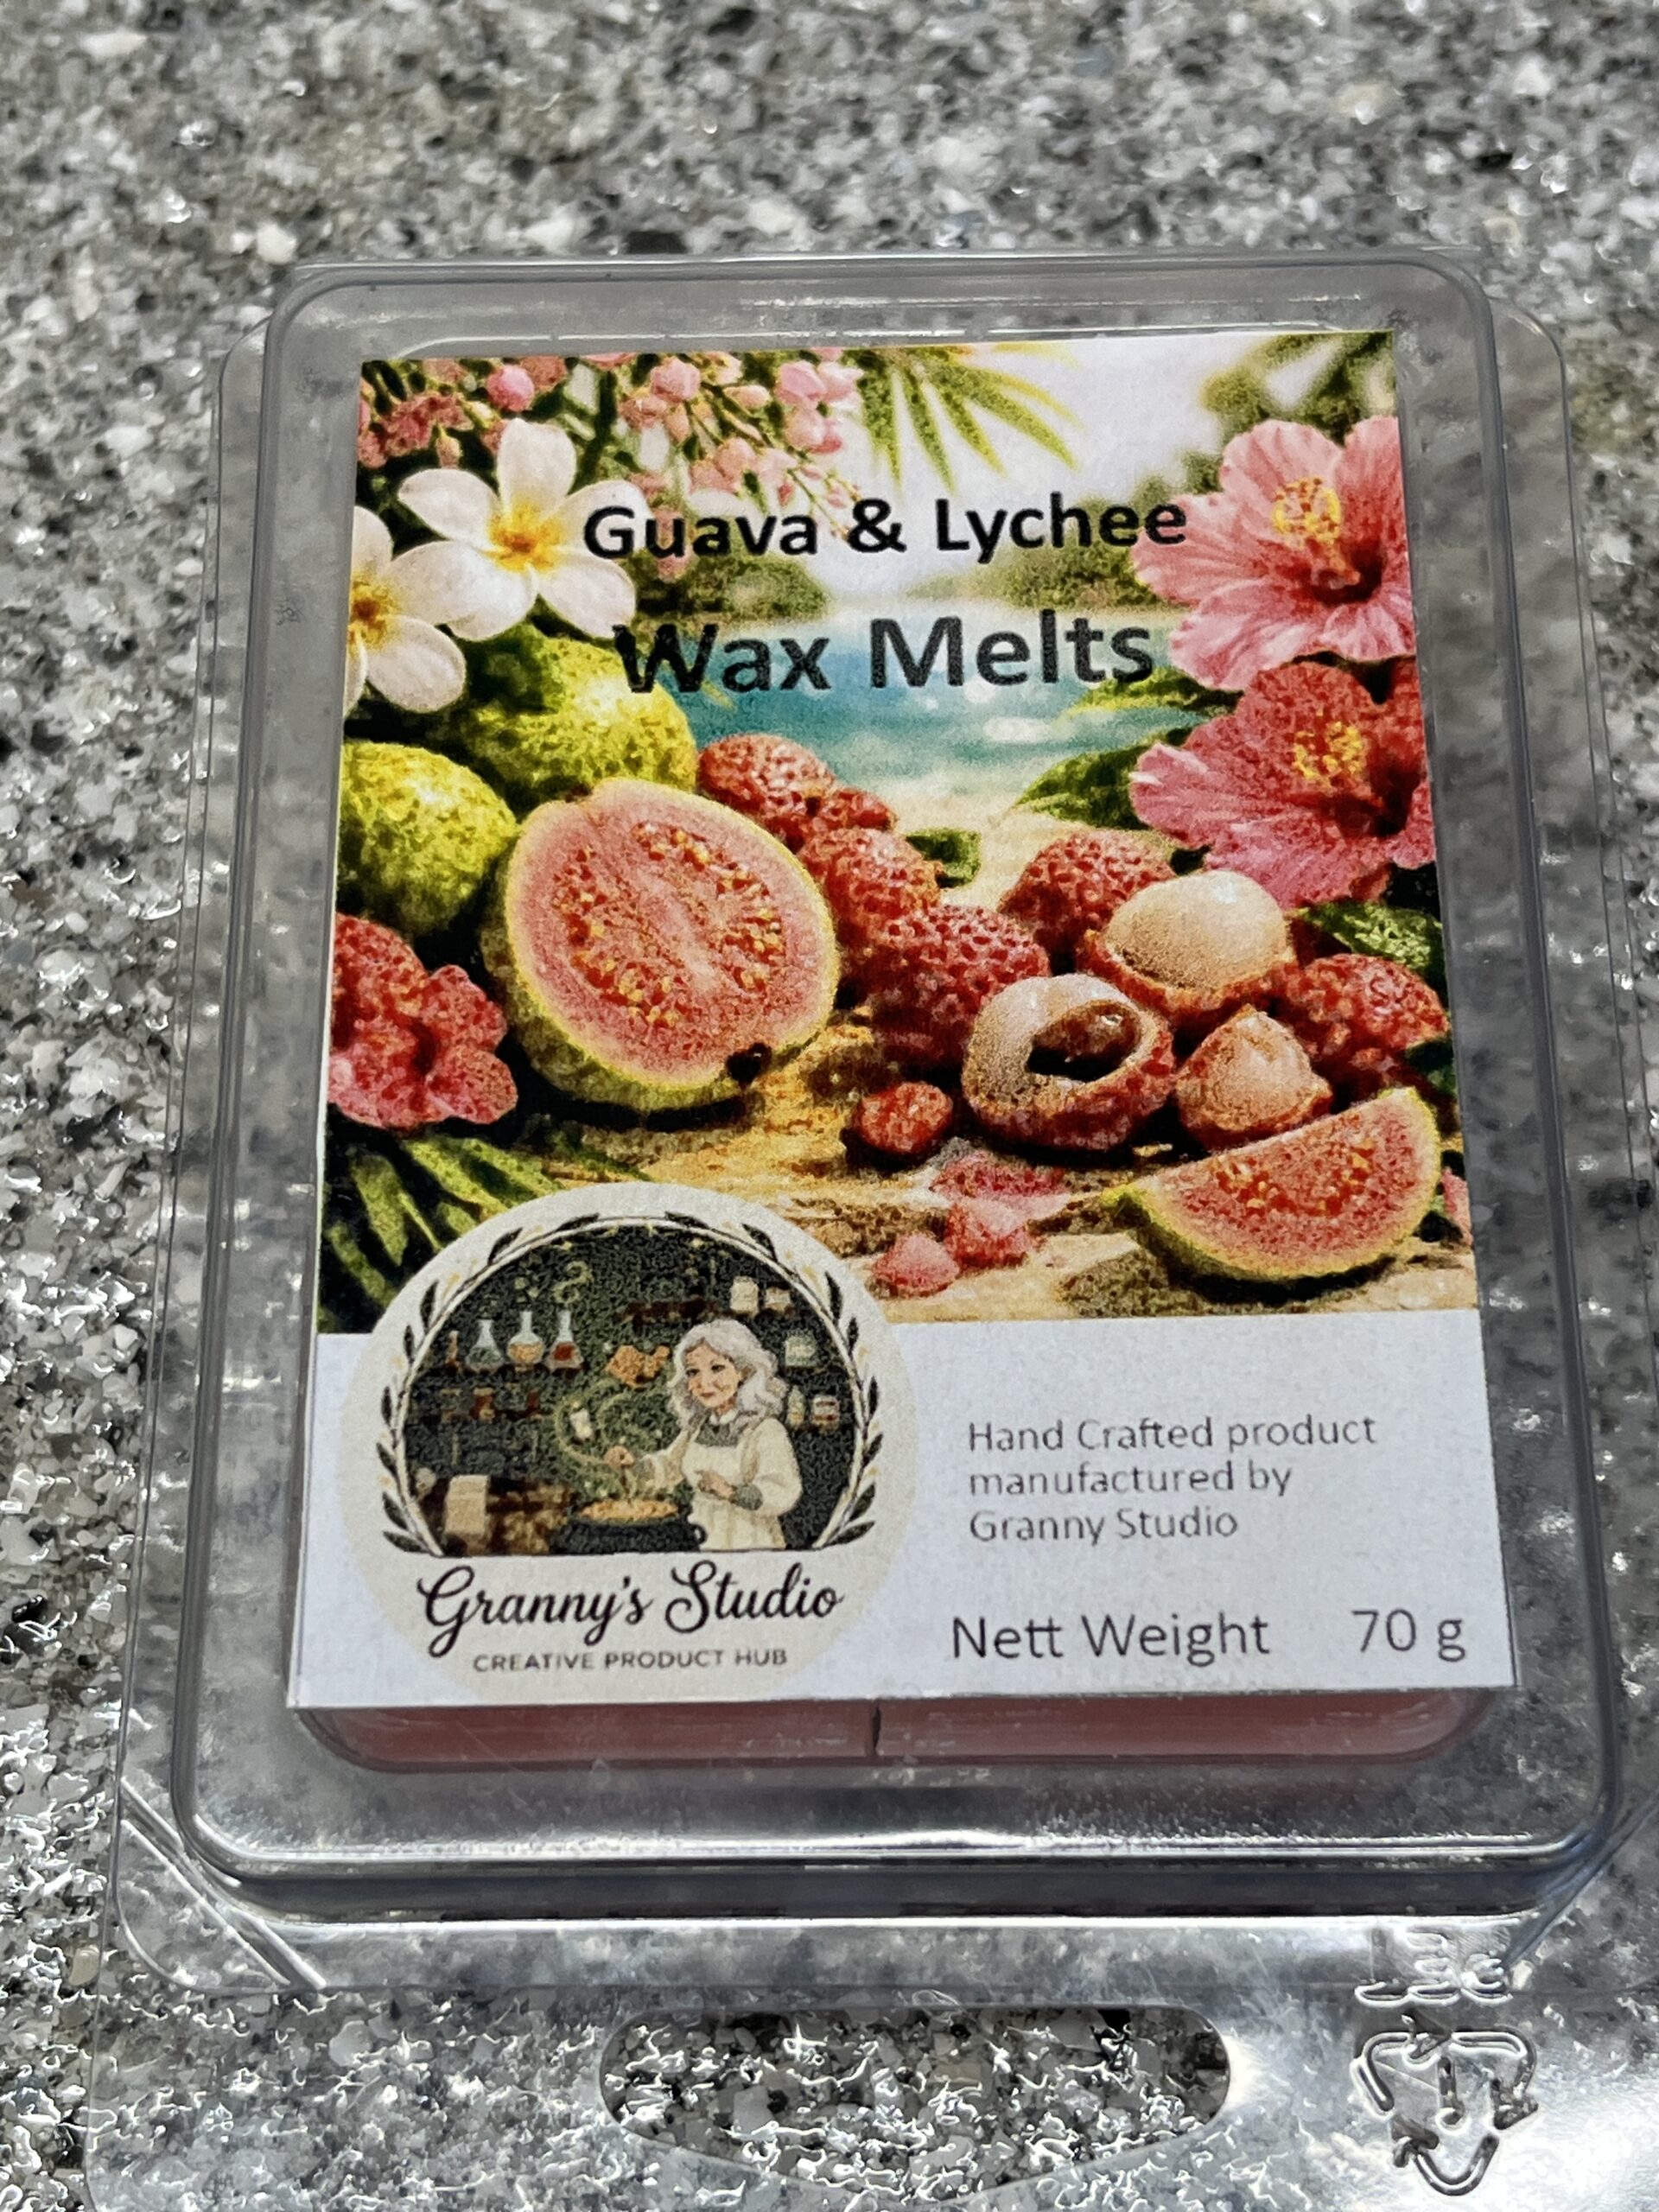 Guava & Lychee
Wax Melts
Hand Crafted product
manufactured by
Granny Studio
Granny's Studio
CREATIVE PRODUCT HUB
Nett Weight 70 g
1